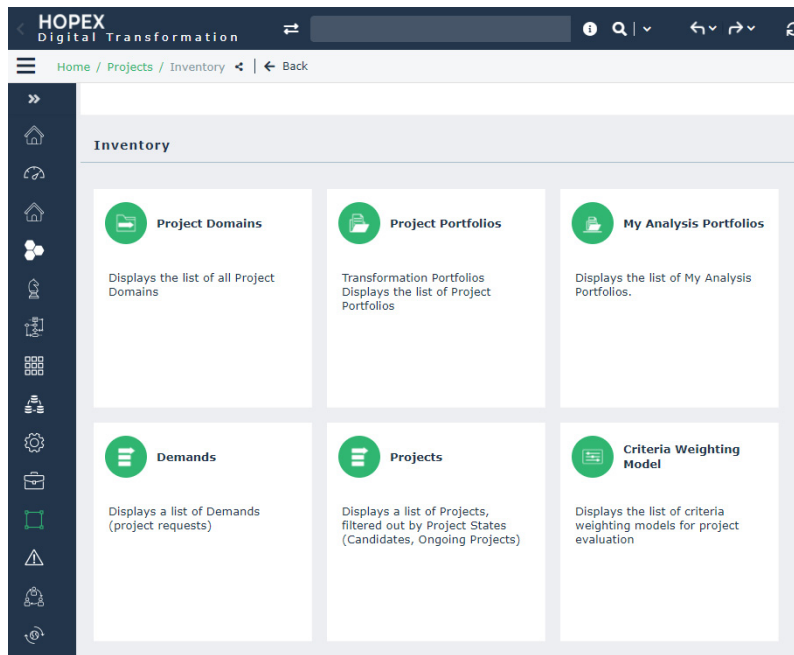 HOPEX
Digital Transformation
Home / Projects / Inventory
Back
Inventory
Project Domains
Displays the list of all Project
Domains
Project Portfolios
Transformation Portfolios
Displays the list of Project
Portfolios
My Analysis Portfolios
Displays the list of My Analysis
Portfolios.
Demands
Displays a list of Demands
(project requests)
Projects
Displays a list of Projects,
filtered out by Project States
(Candidates, Ongoing Projects)
Criteria Weighting
Model
Displays the list of criteria
weighting models for project
evaluation